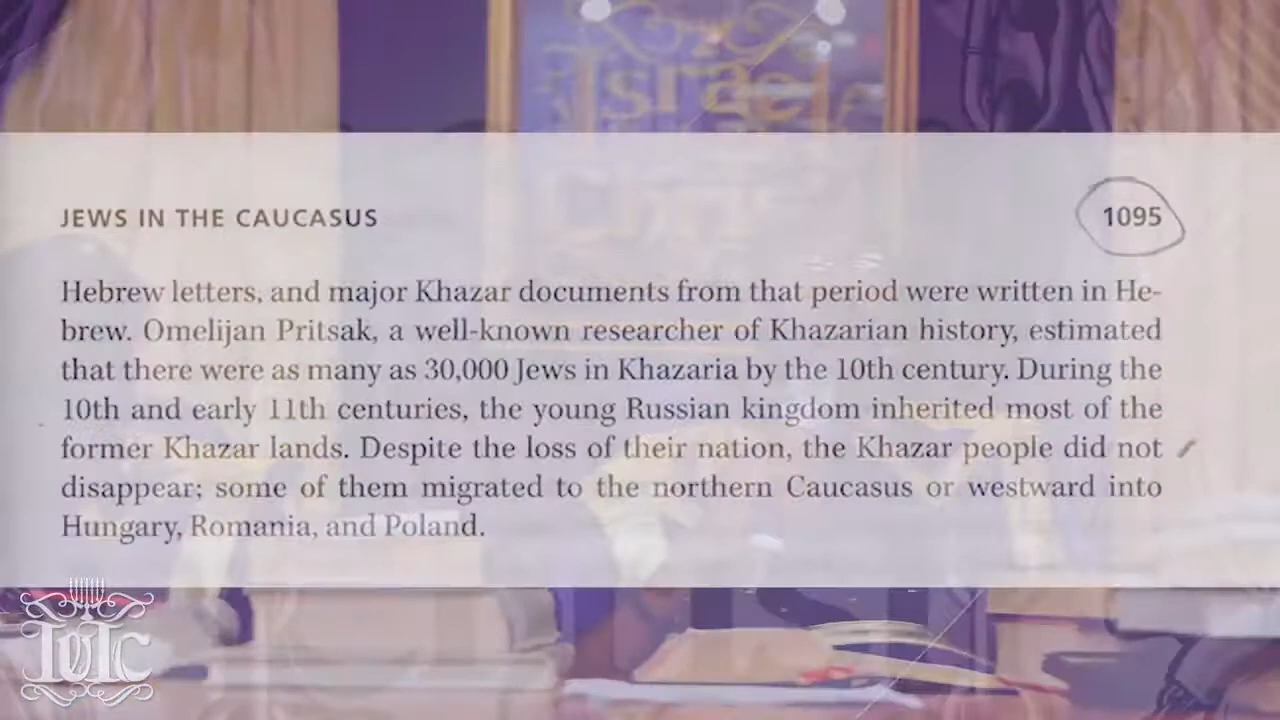 Israel
JEWS IN THE CAUCASUS
1095
Hebrew letters, and major Khazar documents from that period were written in He-
brew. Omelijan Pritsak, a well-known researcher of Khazarian history, estimated
that there were as many as 30,000 Jews in Khazaria by the 10th century. During the
10th and early 11th centuries, the young Russian kingdom inherited most of the
former Khazar lands. Despite the loss of their nation, the Khazar people did not
disappear; some of them migrated to the northern Caucasus or westward into
Hungary, Romania, and Poland.
IUIC